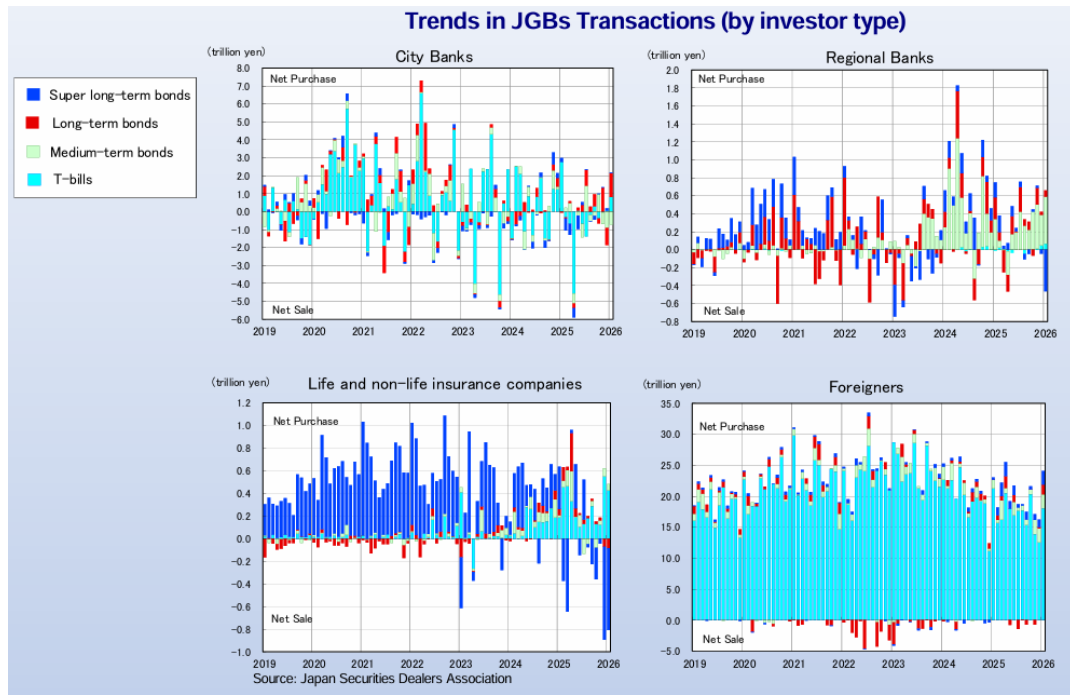 Trends in JGBs Transactions (by investor type)
Super long-term bonds
Long-term bonds
Medium-term bonds
T-bills
(trillion yen)
City Banks
8.0
7.0
6.0
5.0
4.0
3.0
2.0
1.0
0.0
-1.0
-2.0
-3.0
-4.0
-5.0
-6.0
Net Purchase
Net Sale
2019 2020 2021 2022 2023 2024 2025 2026
(trillion yen)
Regional Banks
2.0
1.8
1.6
1.4
1.2
1.0
0.8
0.6
0.4
0.2
0.0
-0.2
-0.4
-0.6
-0.8
Net Purchase
Net Sale
2019 2020 2021 2022 2023 2024 2025 2026
(trillion yen)
Life and non-life insurance companies
1.2
1.0
0.8
0.6
0.4
0.2
0.0
-0.2
-0.4
-0.6
-0.8
-1.0
Net Purchase
Net Sale
2019 2020 2021 2022 2023 2024 2025 2026
(trillion yen)
Foreigners
35.0
30.0
25.0
20.0
15.0
10.0
5.0
0.0
-5.0
Net Purchase
Net Sale
2019 2020 2021 2022 2023 2024 2025 2026
Source: Japan Securities Dealers Association